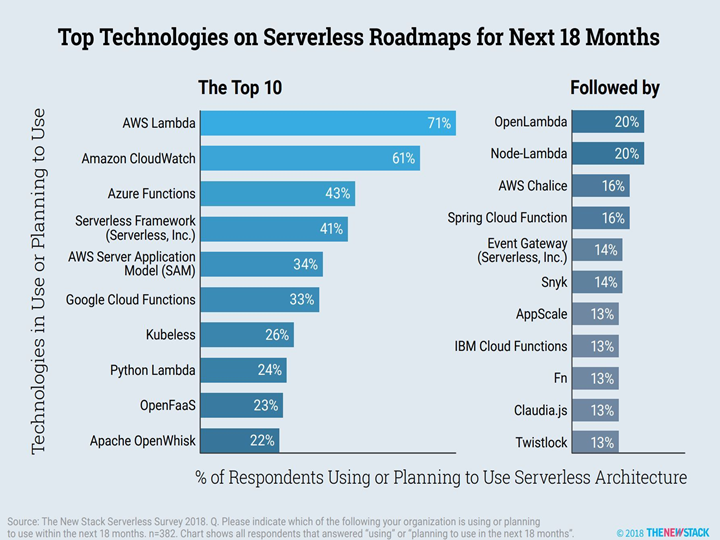 Top Technologies on Serverless Roadmaps for Next 18 Months
The Top 10
Technologies in Use or Planning to Use
AWS Lambda 71%
Amazon CloudWatch 61%
Azure Functions 43%
Serverless Framework
(Serverless, Inc.) 41%
AWS Server Application
Model (SAM) 34%
Google Cloud Functions 33%
Kubeless 26%
Python Lambda 24%
OpenFaaS 23%
Apache OpenWhisk 22%
Followed by
OpenLambda 20%
Node-Lambda 20%
AWS Chalice 16%
Spring Cloud Function 16%
Event Gateway
(Serverless, Inc.) 14%
Snyk 14%
AppScale 13%
IBM Cloud Functions 13%
Fn 13%
Claudia.js 13%
Twistlock 13%
% of Respondents Using or Planning to Use Serverless Architecture
Source: The New Stack Serverless Survey 2018. Q. Please indicate which of the following your organization is using or planning
to use within the next 18 months. n=382. Chart shows all respondents that answered “using” or “planning to use in the next 18 months”.
© 2018 THENEWSTACK